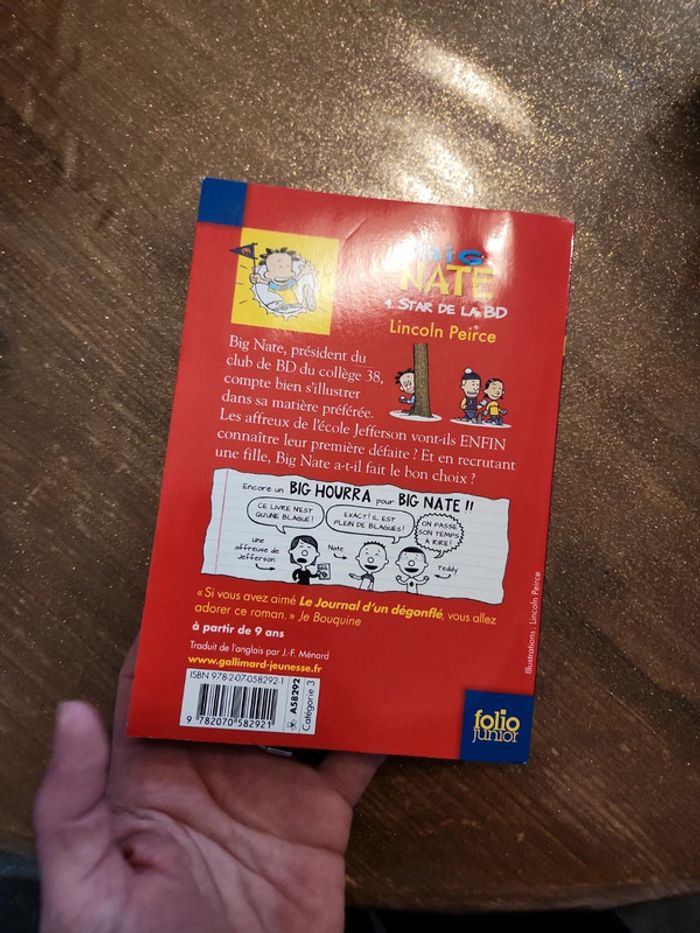 BIG
NATE
4. STAR DE LA BD
Lincoln Peirce
Big Nate, président du
club de BD du collège 38,
compte bien s'illustrer
dans sa matière préférée.
Les affreux de l'école Jefferson vont-ils ENFIN
connaître leur première défaite ? Et en recrutant
une fille, Big Nate a-t-il fait le bon choix ?
Encore un BIG HOURRA pour BIG NATE !!
CE LIVRE N'EST
QU'UNE BLAGUE !
EXACT ! IL EST
PLEIN DE BLAGUES !
ON PASSE
SON TEMPS
À RIRE !
une
affreuse de
Jefferson
Nate
Teddy
« Si vous avez aimé Le Journal d'un dégonflé, vous allez
adorer ce roman. » Je Bouquine
à partir de 9 ans
Traduit de l'anglais par J.-F. Ménard
www.gallimard-jeunesse.fr
ISBN 978-2-07-058292-1
9 782070 582921
A58292
Catégorie 3
Illustrations : Lincoln Peirce
folio
junior